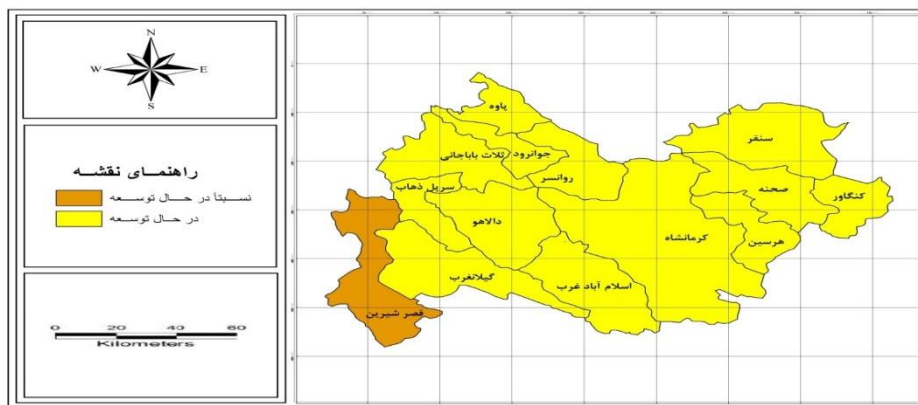 N
W E
S
راهنمای نقشه
نسبتاً در حال توسعه
در حال توسعه
0 20 40 60
Kilometers
پاوه
سنقر
جوانرود
ثلاث باباجانی
روانسر
صحنه
کنگاور
سرپل ذهاب
دالاهو
کرمانشاه
هرسین
گیلانغرب
اسلام آباد غرب
قصر شیرین